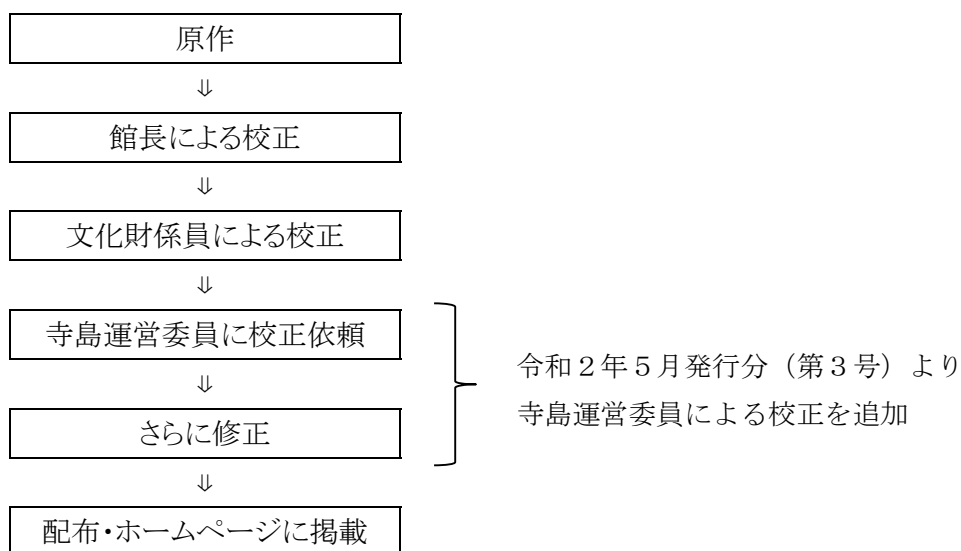 原作
⇓
館長による校正
⇓
文化財係員による校正
⇓
寺島運営委員に校正依頼
⇓
さらに修正
⇓
配布・ホームページに掲載
令和２年５月発行分（第３号）より
寺島運営委員による校正を追加